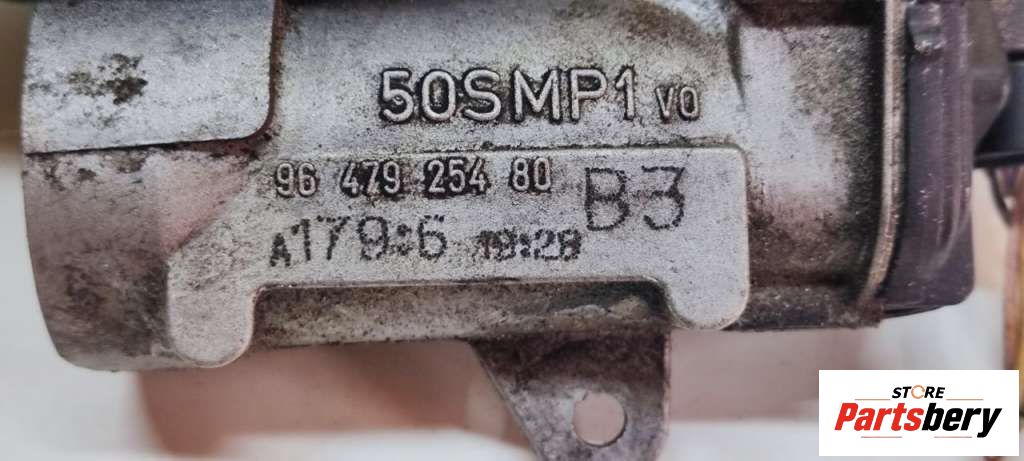 50SMP1 VO
96 479 254 80
B3
A179:6 19:28
STORE
Partsbery